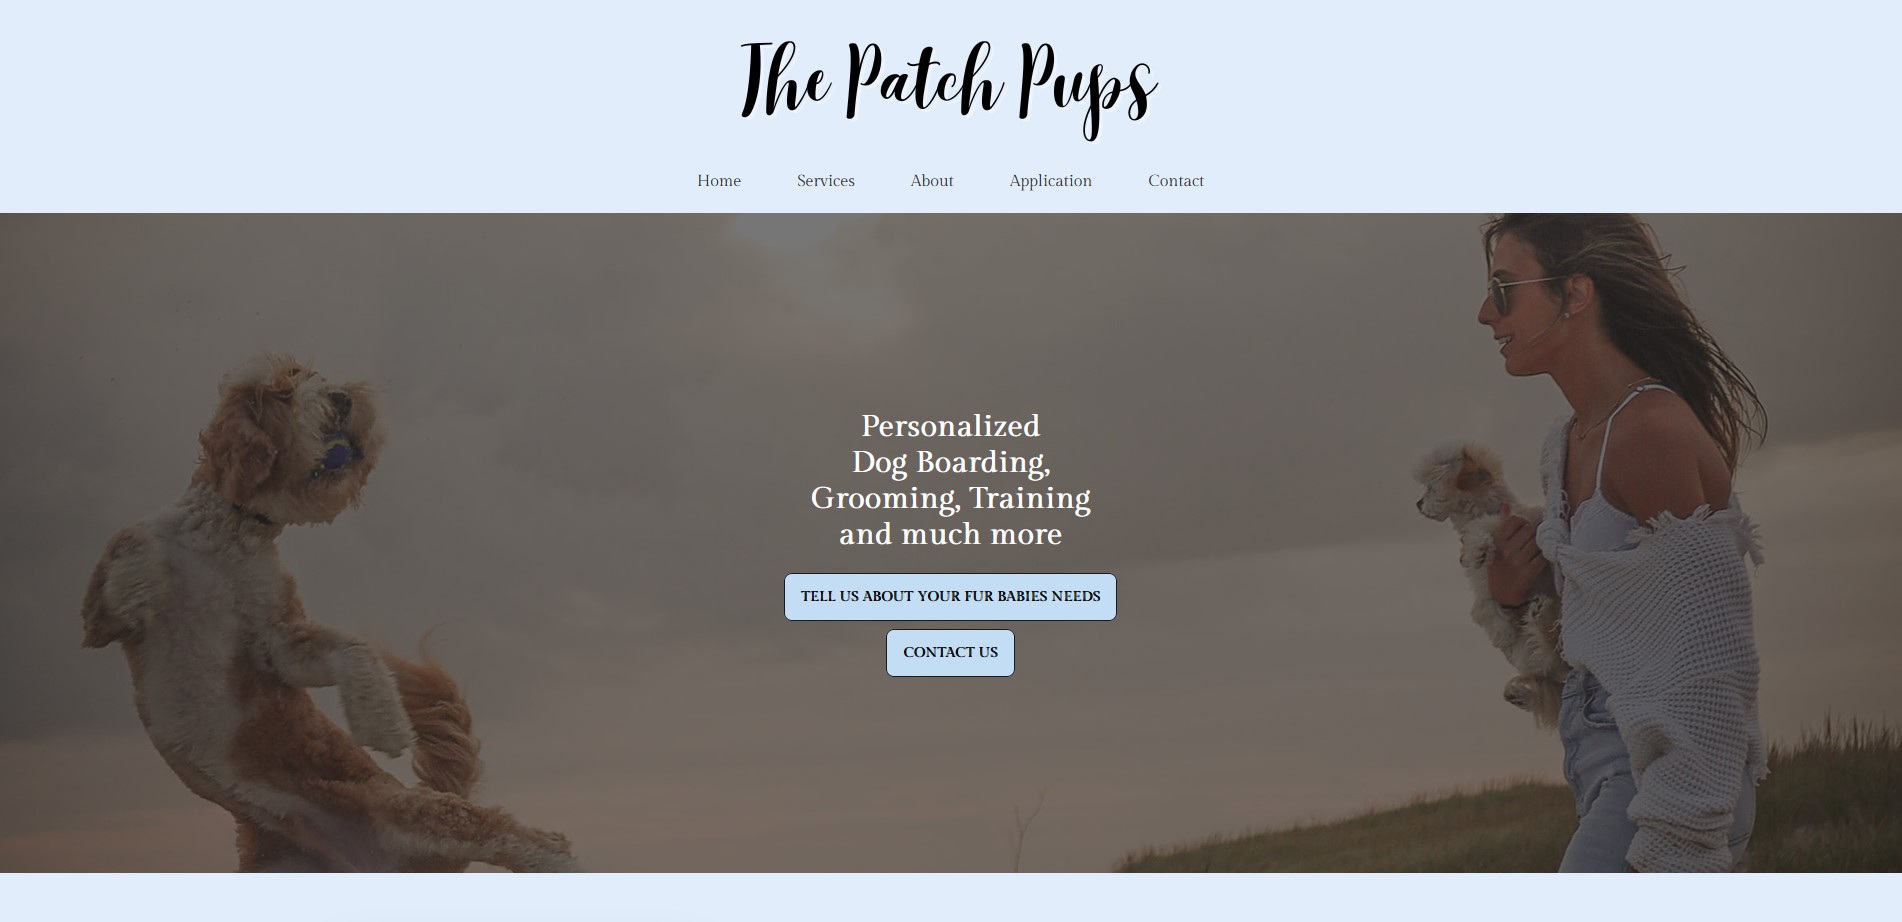 The Patch Pups
Home Services About Application Contact
Personalized
Dog Boarding,
Grooming, Training
and much more
TELL US ABOUT YOUR FUR BABIES NEEDS
CONTACT US